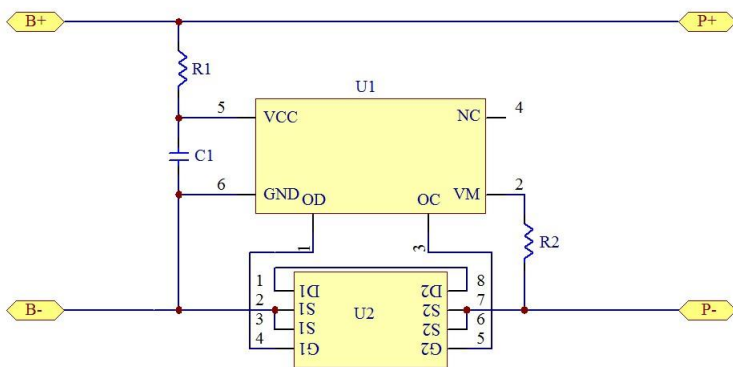 B+ P+
R1
U1
5 VCC NC 4
C1
6 GND OD OC VM 2
1 3
R2
1 D1 D2 8
B- 2 S1 U2 S2 7 P-
3 S1 S2 6
4 G1 G2 5